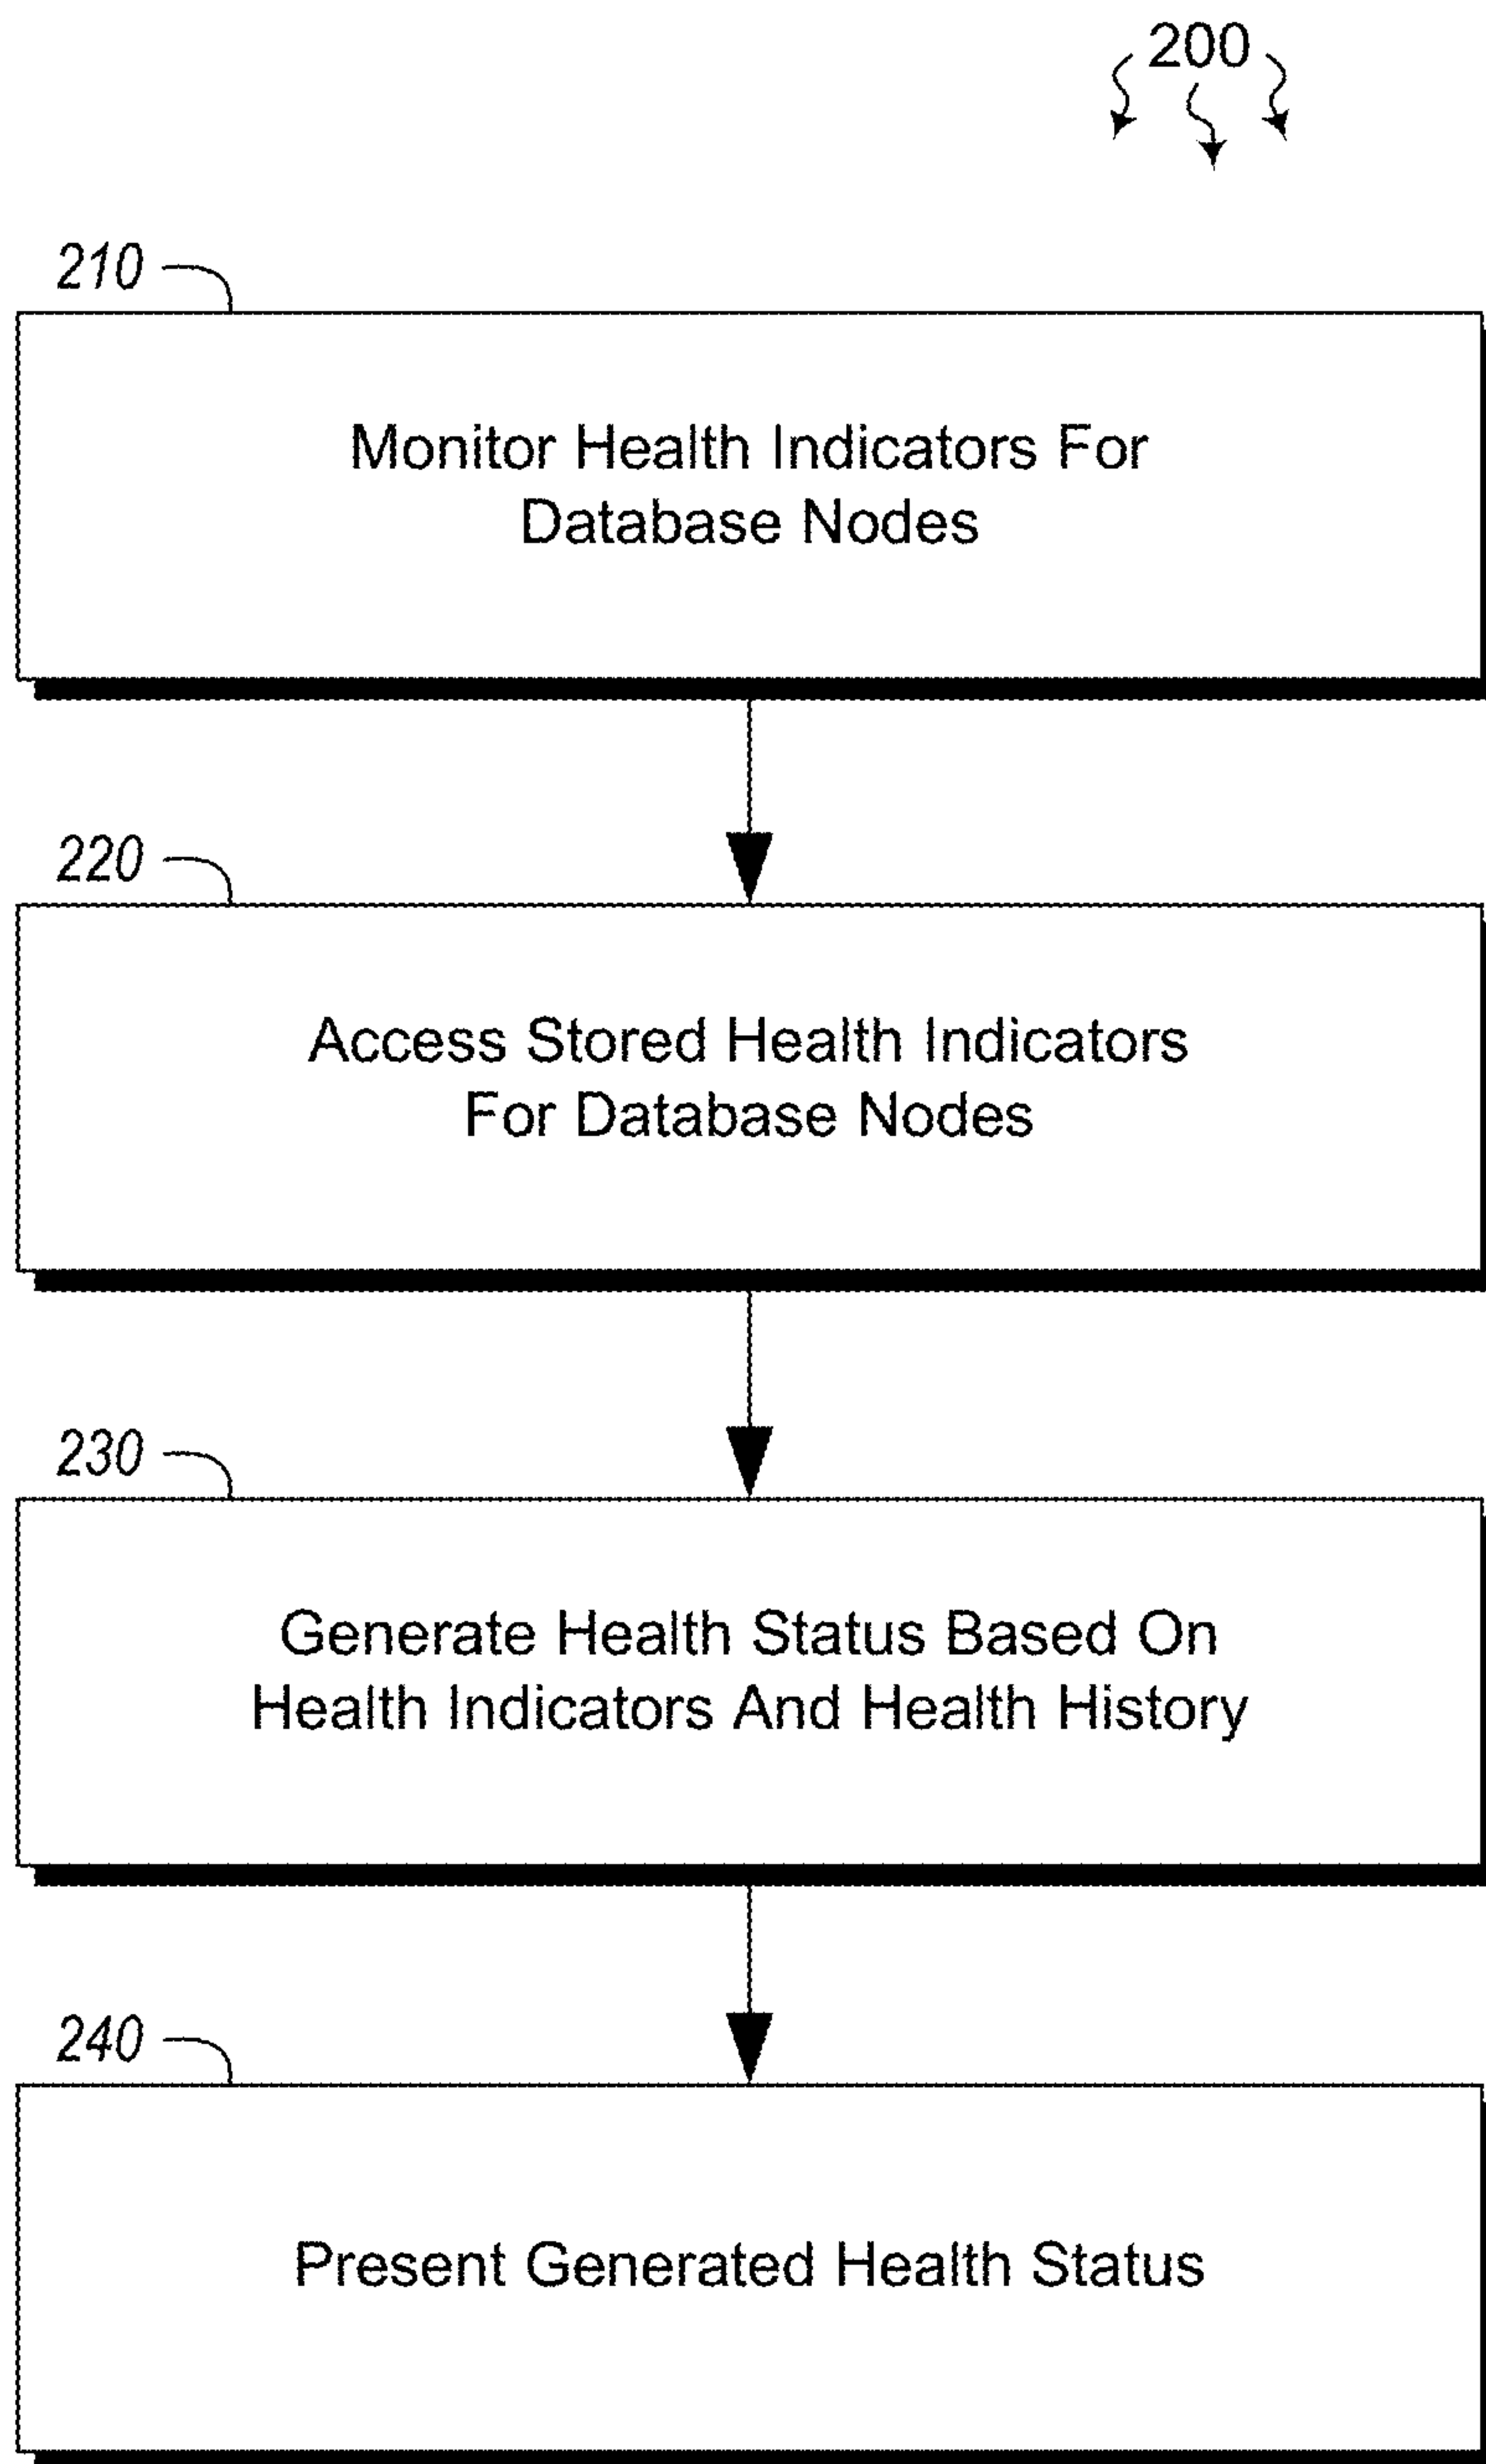 200
210
Monitor Health Indicators For
Database Nodes
220
Access Stored Health Indicators
For Database Nodes
230
Generate Health Status Based On
Health Indicators And Health History
240
Present Generated Health Status